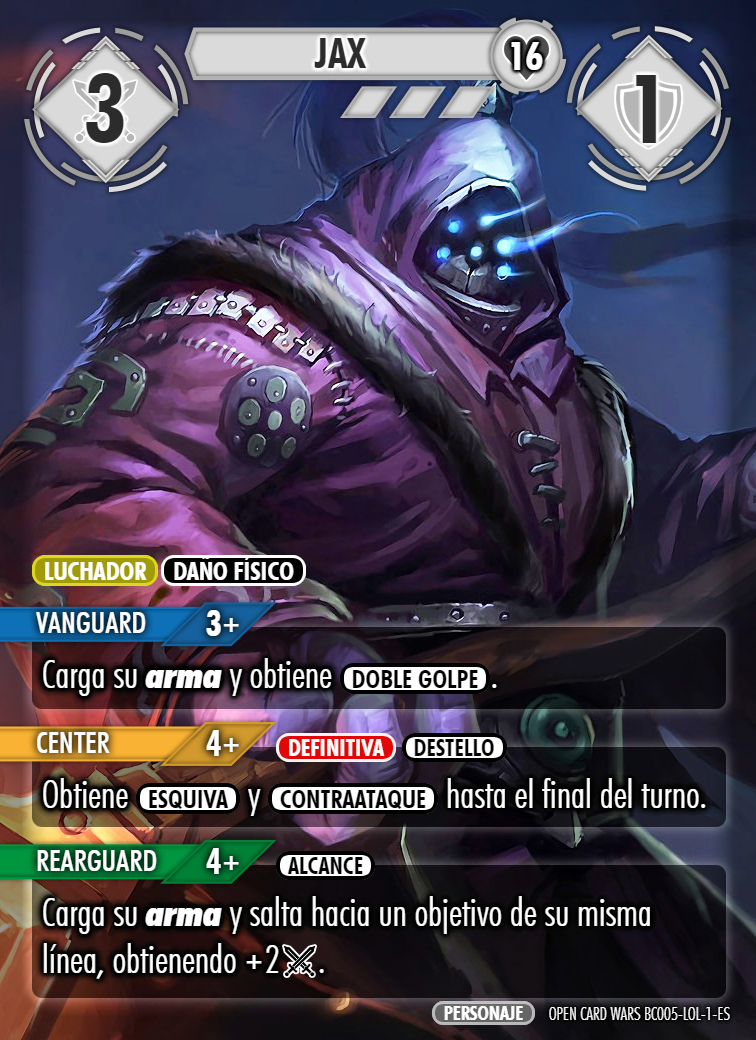 3
JAX
16
1
LUCHADOR DAÑO FÍSICO
VANGUARD 3+
Carga su arma y obtiene DOBLE GOLPE.
CENTER 4+ DEFINITIVA DESTELLO
Obtiene ESQUIVA y CONTRAATAQUE hasta el final del turno.
REARGUARD 4+ ALCANCE
Carga su arma y salta hacia un objetivo de su misma
línea, obtienendo +2.
PERSONAJE OPEN CARD WARS BC005-LOL-1-ES